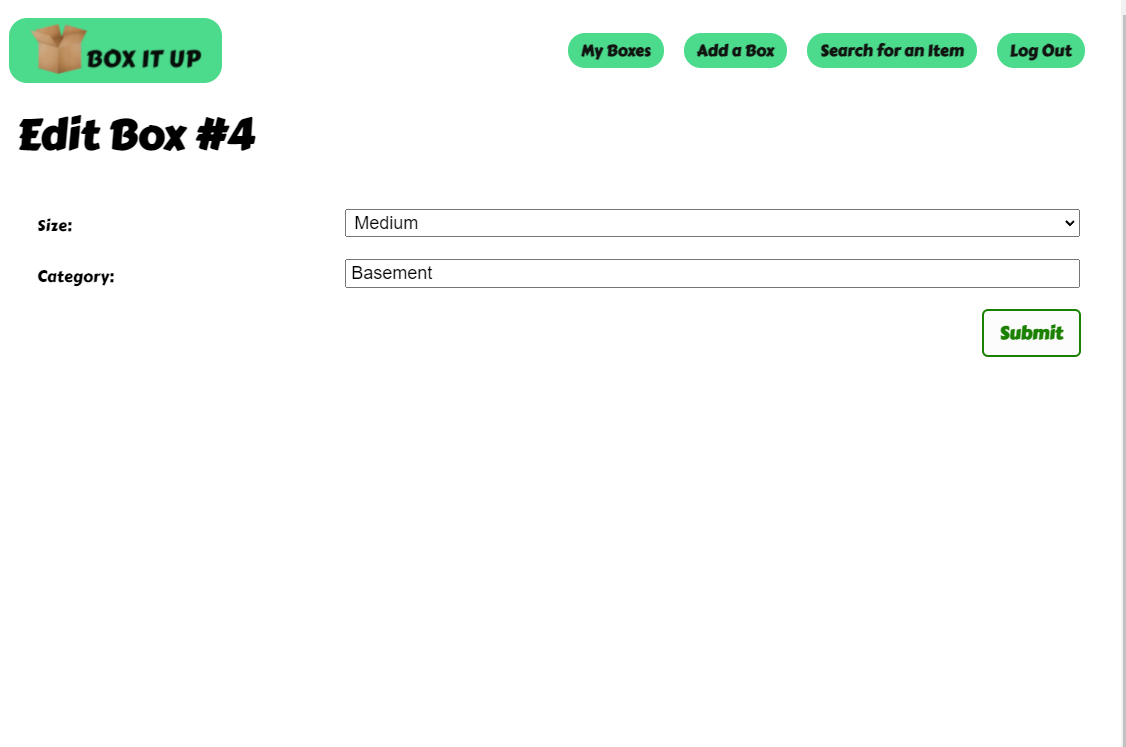 BOX IT UP
My Boxes
Add a Box
Search for an Item
Log Out
Edit Box #4
Size:
Medium
Category:
Basement
Submit